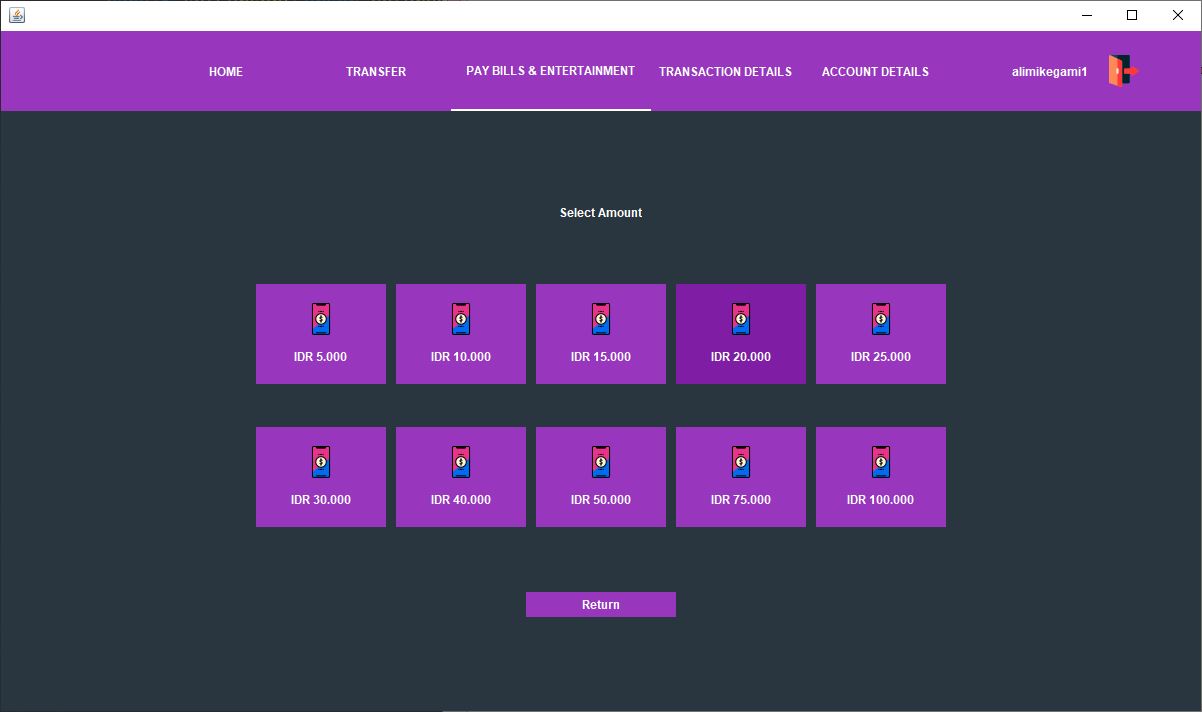 HOME TRANSFER PAY BILLS & ENTERTAINMENT TRANSACTION DETAILS ACCOUNT DETAILS alimikegami1
Select Amount
IDR 5.000 IDR 10.000 IDR 15.000 IDR 20.000 IDR 25.000
IDR 30.000 IDR 40.000 IDR 50.000 IDR 75.000 IDR 100.000
Return